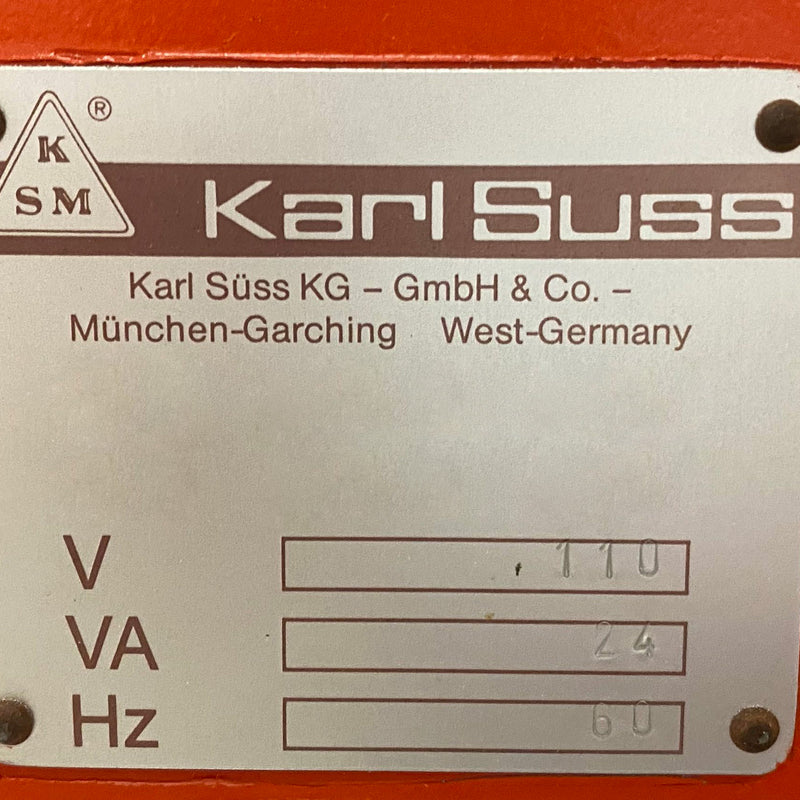 ®
K
SM
Karl Suss
Karl Süss KG – GmbH & Co. –
München-Garching West-Germany
V 110
VA 24
Hz 60